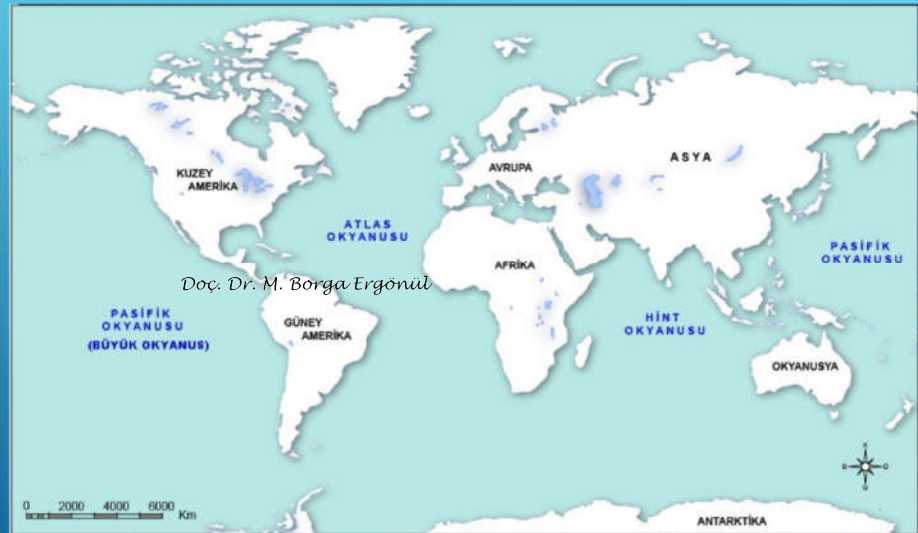 KUZEY
AMERİKA
AVRUPA
ASYA
ATLAS
OKYANUSU
PASİFİK
OKYANUSU
AFRİKA
Doç. Dr. M. Borga Ergönül
PASİFİK
OKYANUSU
(BÜYÜK OKYANUS)
GÜNEY
AMERİKA
HİNT
OKYANUSU
OKYANUSYA
K
B D
G
0 2000 4000 6000 Km
ANTARKTİKA